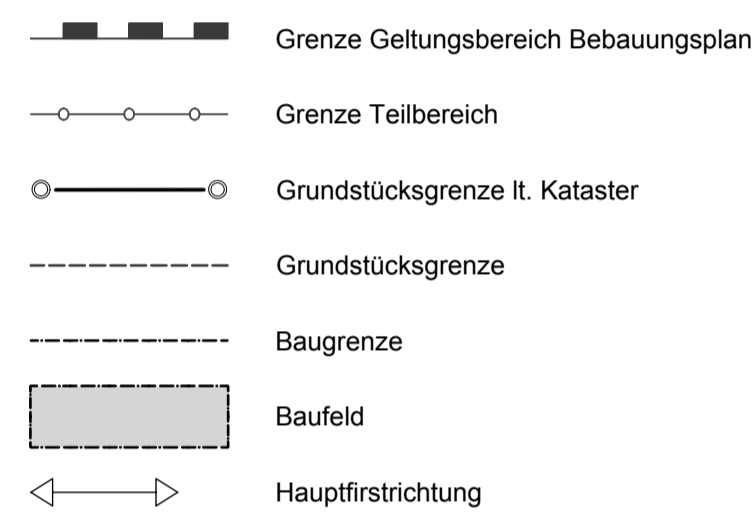 Grenze Geltungsbereich Bebauungsplan
Grenze Teilbereich
Grundstücksgrenze lt. Kataster
Grundstücksgrenze
Baugrenze
Baufeld
Hauptfirstrichtung